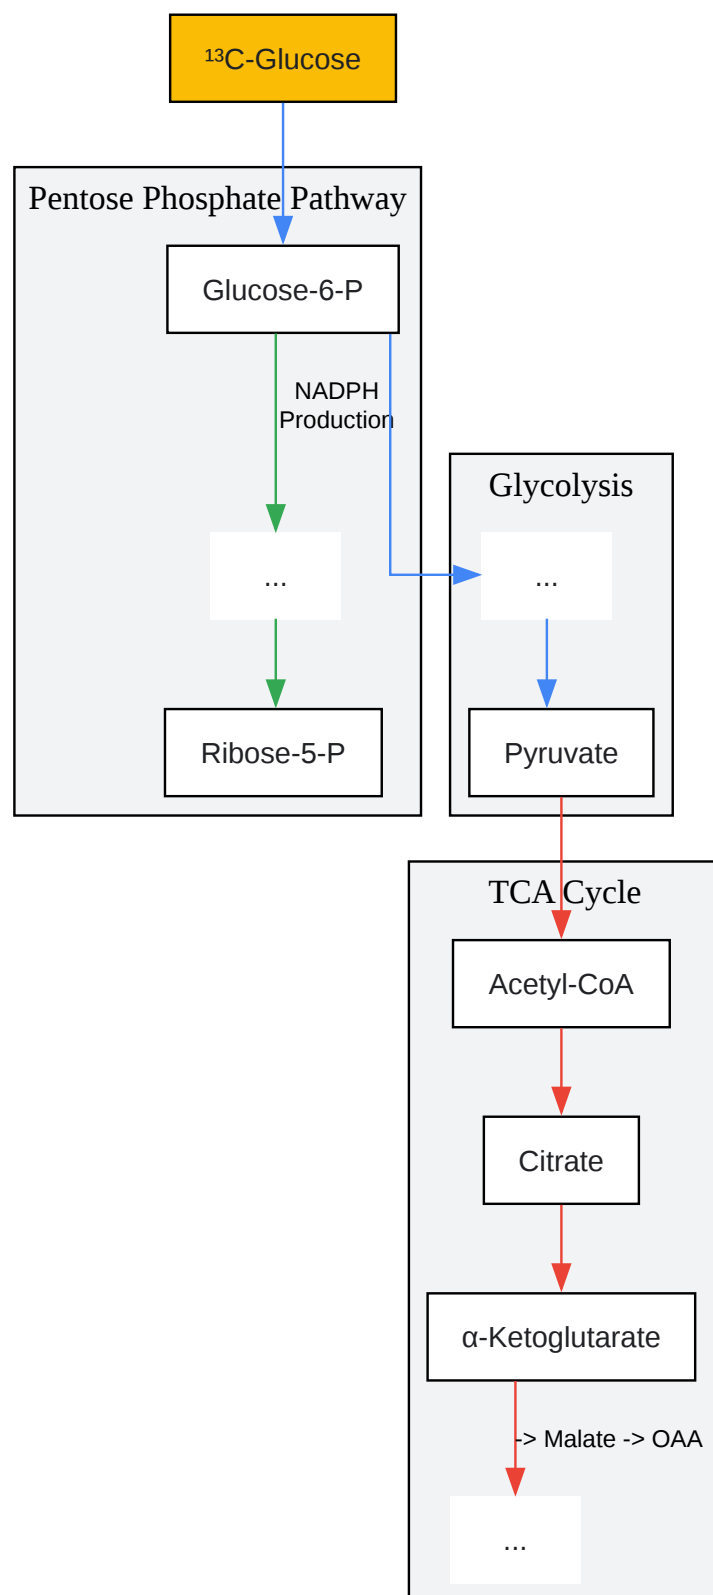 ¹³C-Glucose
Pentose Phosphate Pathway
Glucose-6-P
NADPH
Production
...
Ribose-5-P
Glycolysis
...
Pyruvate
TCA Cycle
Acetyl-CoA
Citrate
α-Ketoglutarate
-> Malate -> OAA
...